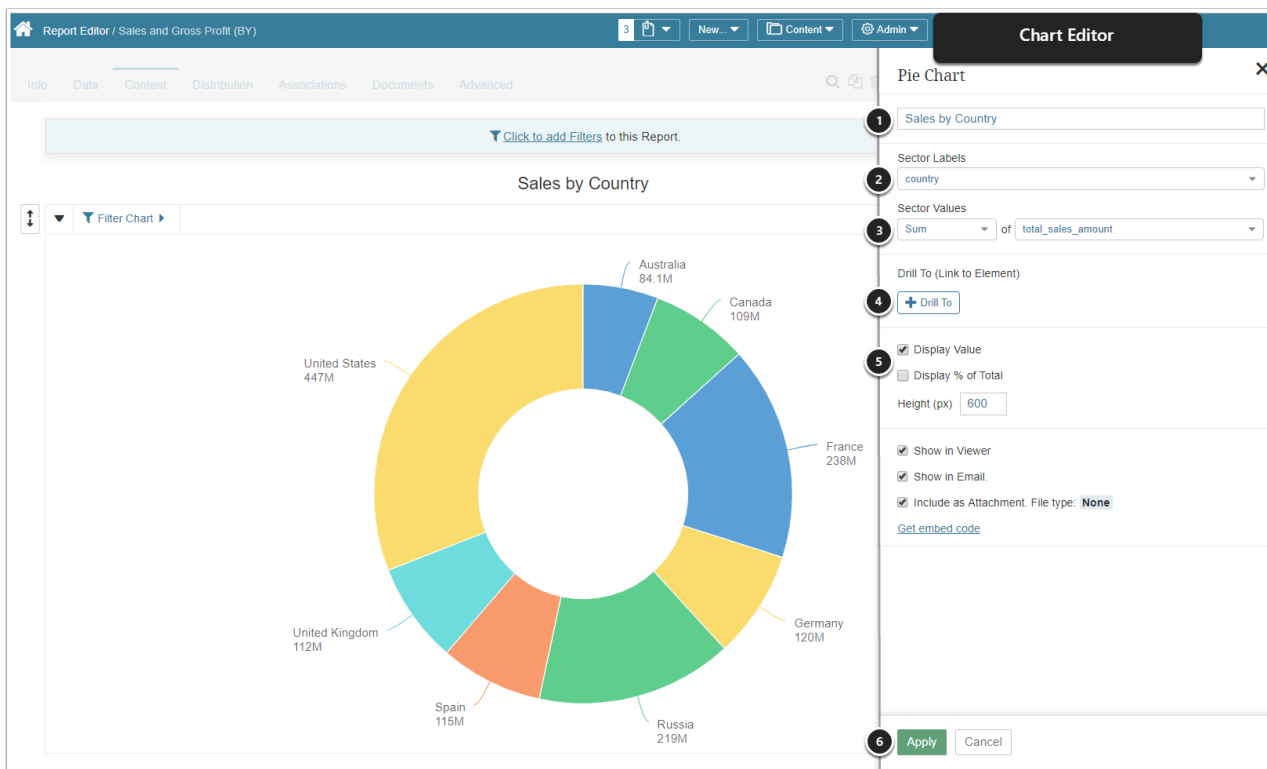 Report Editor / Sales and Gross Profit (BY)
3
New...
Content
Admin
Chart Editor
Info Data Content Distribution Associations Documents Advanced
Click to add Filters to this Report.
Sales by Country
Filter Chart
Australia
84.1M
Canada
109M
France
238M
Germany
120M
Russia
219M
Spain
115M
United Kingdom
112M
United States
447M
Pie Chart
1 Sales by Country
Sector Labels
2 country
Sector Values
3 Sum of total_sales_amount
Drill To (Link to Element)
4 Drill To
Display Value
5
Display % of Total
Height (px) 600
Show in Viewer
Show in Email.
Include as Attachment. File type: None
Get embed code
6 Apply Cancel